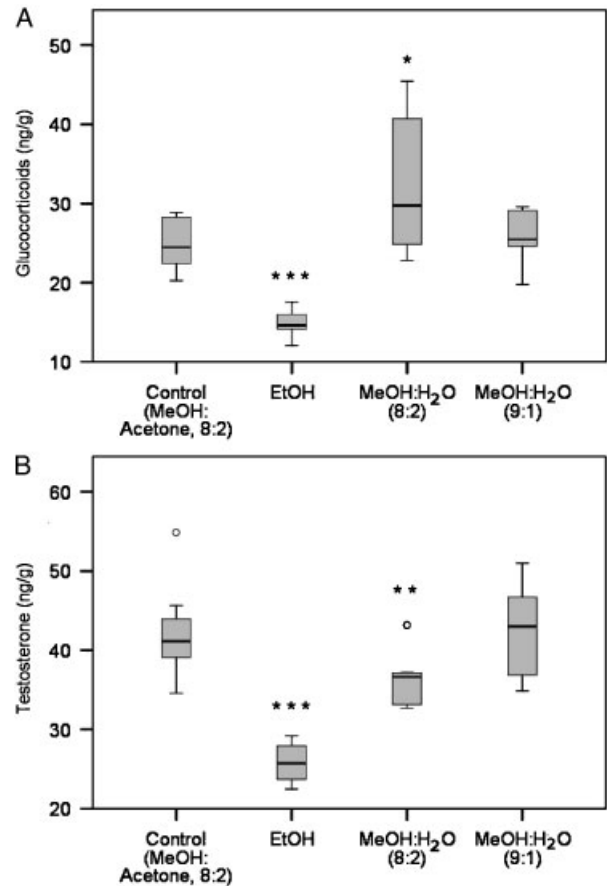 A
Glucocorticoids (ng/g)
50
40
30
20
10
*
***
Control
(MeOH:
Acetone, 8:2)
EtOH
MeOH:H₂O
(8:2)
MeOH:H₂O
(9:1)
B
Testosterone (ng/g)
60
50
40
30
20
**
***
Control
(MeOH:
Acetone, 8:2)
EtOH
MeOH:H₂O
(8:2)
MeOH:H₂O
(9:1)